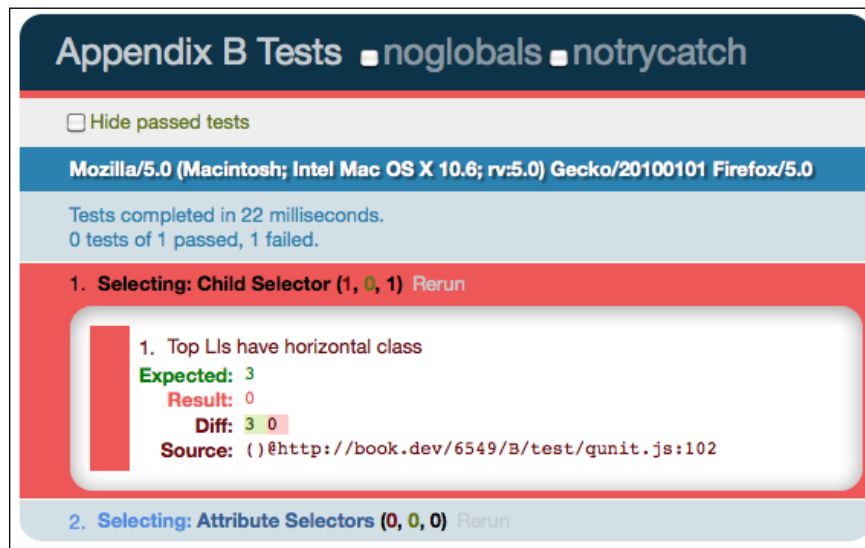 Appendix B Tests noglobals notrycatch
Hide passed tests
Mozilla/5.0 (Macintosh; Intel Mac OS X 10.6; rv:5.0) Gecko/20100101 Firefox/5.0
Tests completed in 22 milliseconds.
0 tests of 1 passed, 1 failed.
1. Selecting: Child Selector (1, 0, 1) Rerun
1. Top LIs have horizontal class
Expected: 3
Result: 0
Diff: 3 0
Source: ()@http://book.dev/6549/B/test/qunit.js:102
2. Selecting: Attribute Selectors (0, 0, 0) Rerun